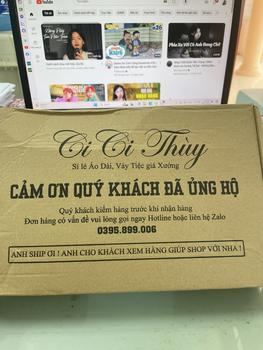 YouTube
Ci Ci Thùy
Sỉ lẻ Áo Dài, Váy Tiệc giá Xưởng
CẢM ƠN QUÝ KHÁCH ĐÃ ỦNG HỘ
Quý khách kiểm hàng trước khi nhận hàng
Đơn hàng có vấn đề vui lòng gọi ngay Hotline hoặc liên hệ Zalo
0395.899.006
ANH SHIP ƠI ! ANH CHO KHÁCH XEM HÀNG GIÚP SHOP VỚI NHA !